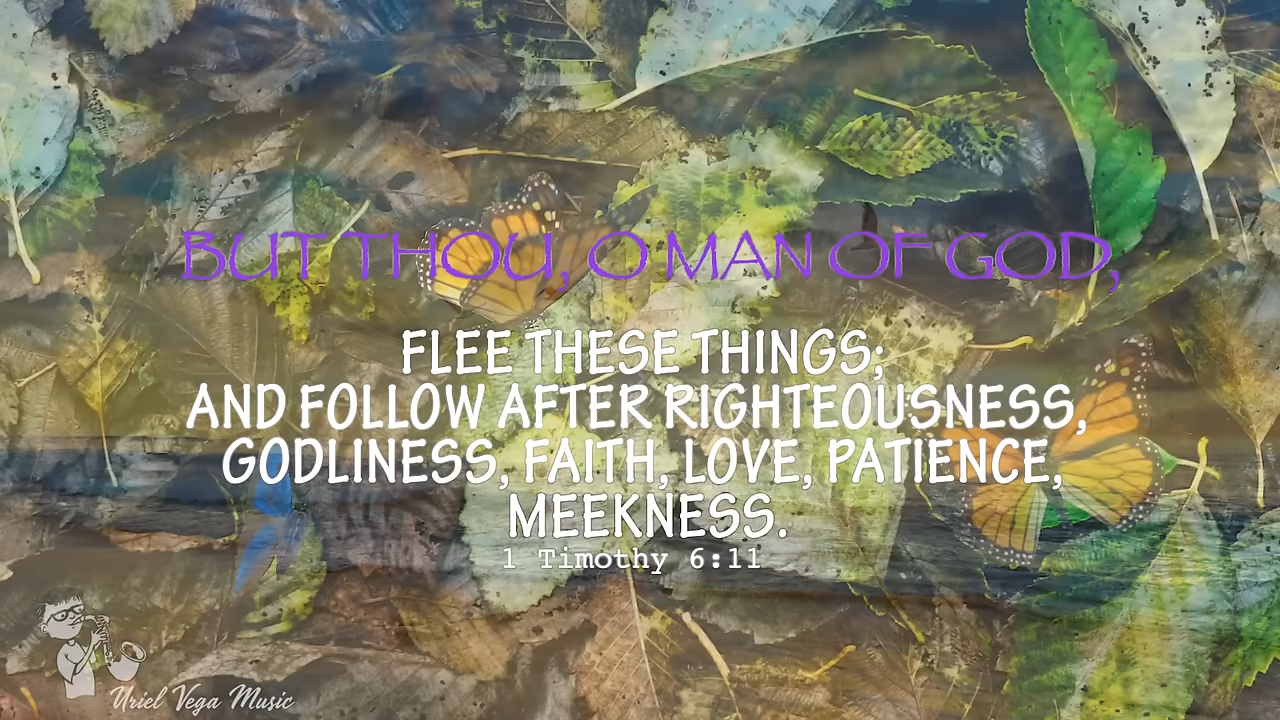 BUT THOU, O MAN OF GOD,
FLEE THESE THINGS;
AND FOLLOW AFTER RIGHTEOUSNESS,
GODLINESS, FAITH, LOVE, PATIENCE,
MEEKNESS.
1 Timothy 6:11
Uriel Vega Music